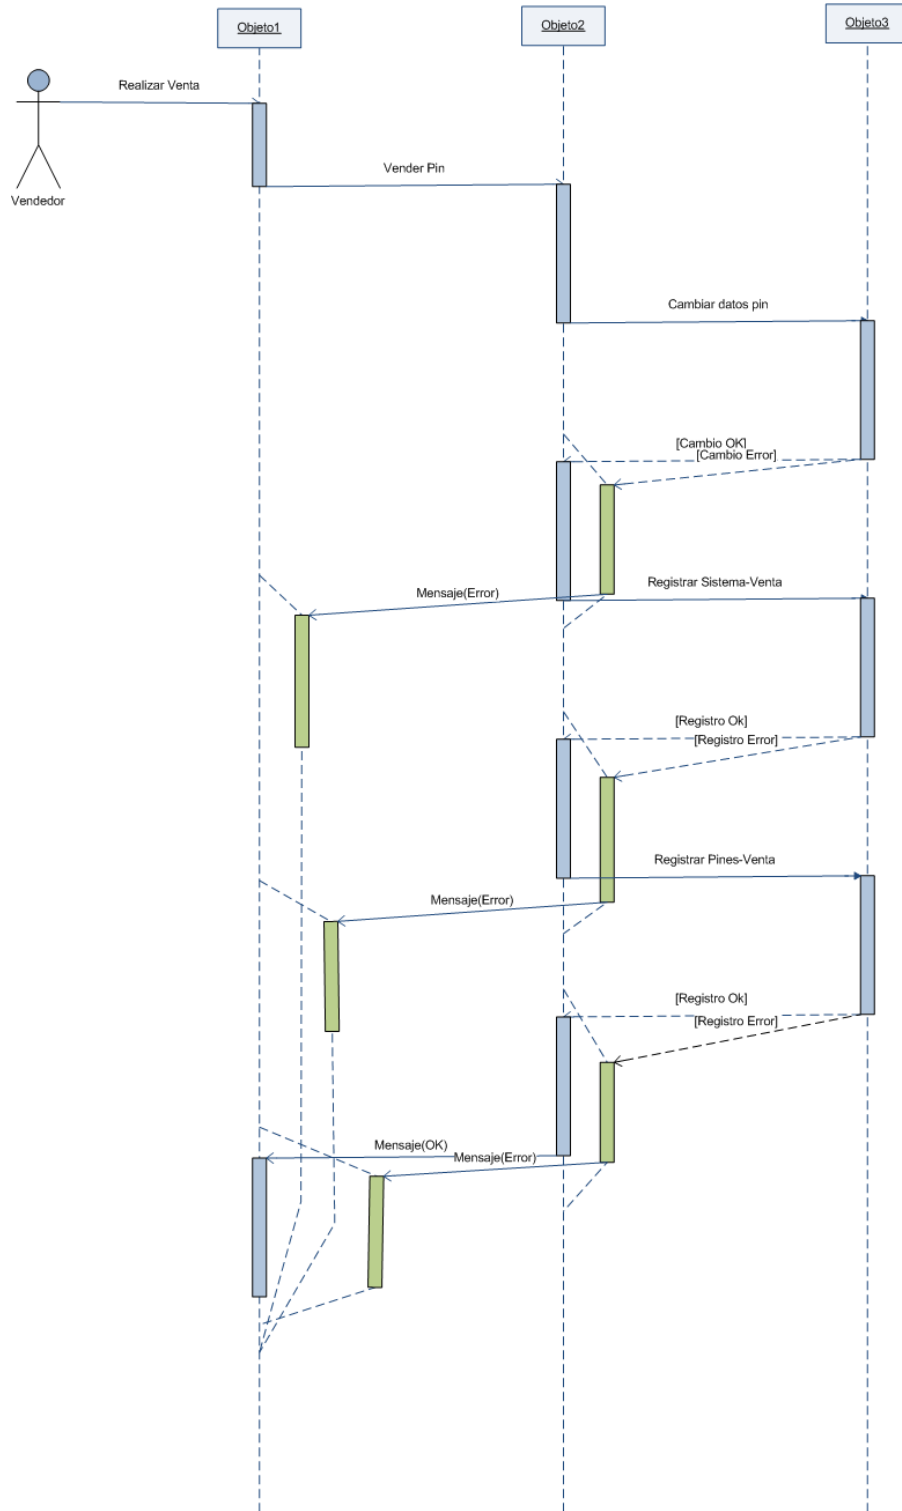 Objeto1
Objeto2
Objeto3
Realizar Venta
Vendedor
Vender Pin
Cambiar datos pin
[Cambio OK]
[Cambio Error]
Registrar Sistema-Venta
Mensaje(Error)
[Registro Ok]
[Registro Error]
Registrar Pines-Venta
Mensaje(Error)
[Registro Ok]
[Registro Error]
Mensaje(OK)
Mensaje(Error)